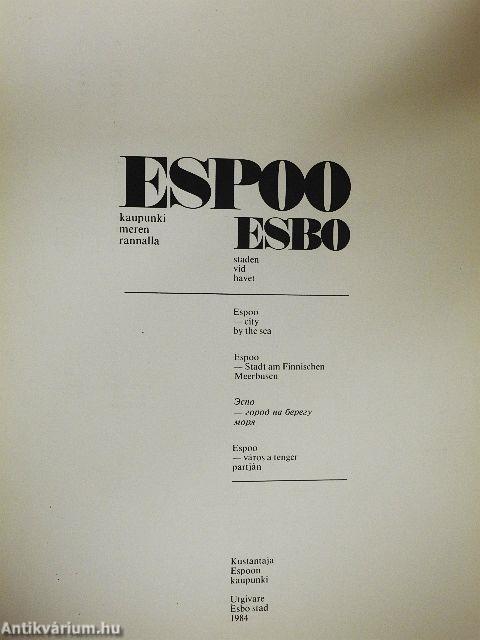 ESPOO
kaupunki
meren
rannalla
ESBO
staden
vid
havet
Espoo
— city
by the sea
Espoo
— Stadt am Finnischen
Meerbusen
Эспо
— город на берегу
моря
Espoo
— város a tenger
partján
Kustantaja
Espoon
kaupunki
Utgivare
Esbo stad
1984
Antikvárium.hu